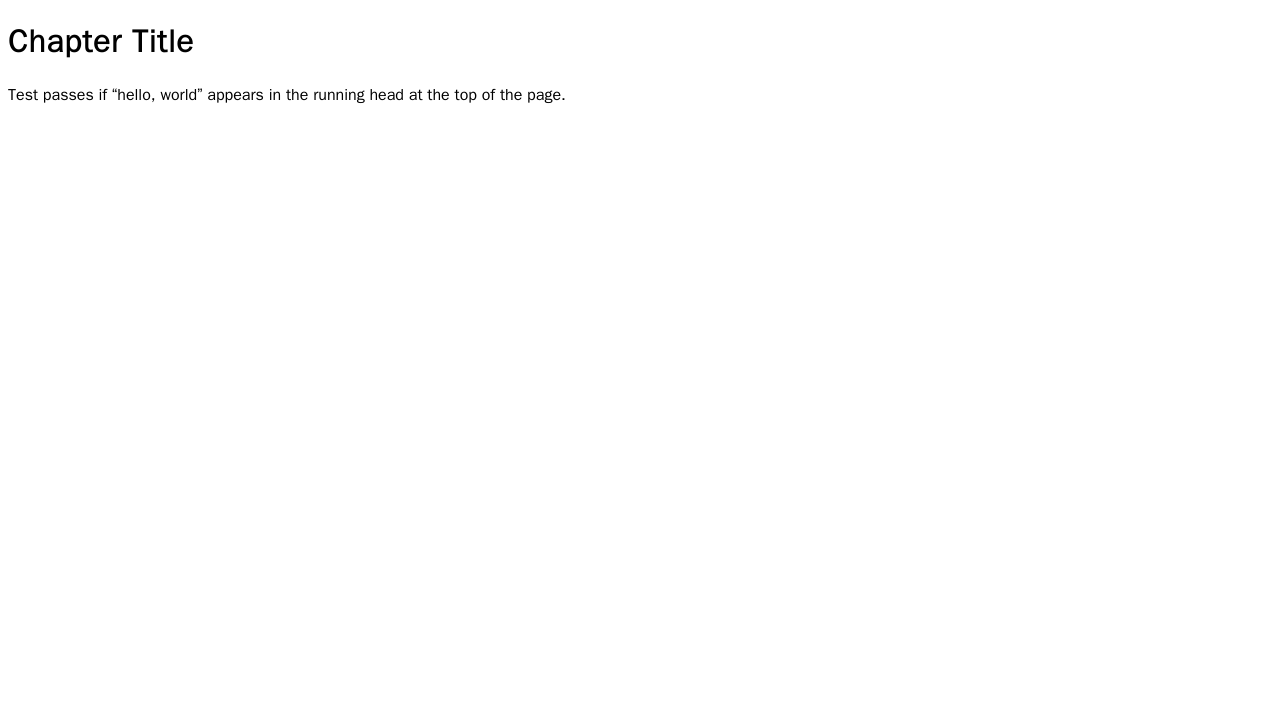 Chapter Title
Test passes if “hello, world” appears in the running head at the top of the page.